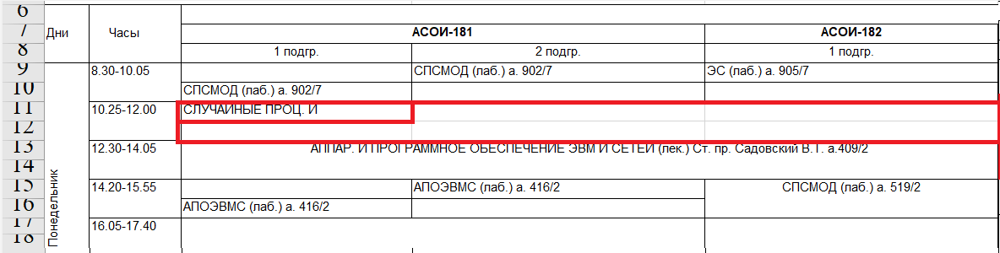 6
7 Дни Часы АСОИ-181 АСОИ-182
8 1 подгр. 2 подгр. 1 подгр.
9 8.30-10.05 СПСМОД (лаб.) а. 902/7 ЭС (лаб.) а. 905/7
10 СПСМОД (лаб.) а. 902/7
11 10.25-12.00 СЛУЧАЙНЫЕ ПРОЦ. И
12
13 12.30-14.05 АППАР. И ПРОГРАММНОЕ ОБЕСПЕЧЕНИЕ ЭВМ И СЕТЕЙ (лек.) Ст. пр. Садовский В.Г. а.409/2
14
15 14.20-15.55 АПОЭВМС (лаб.) а. 416/2 СПСМОД (лаб.) а. 519/2
16 АПОЭВМС (лаб.) а. 416/2
17 16.05-17.40
18
Понедельник